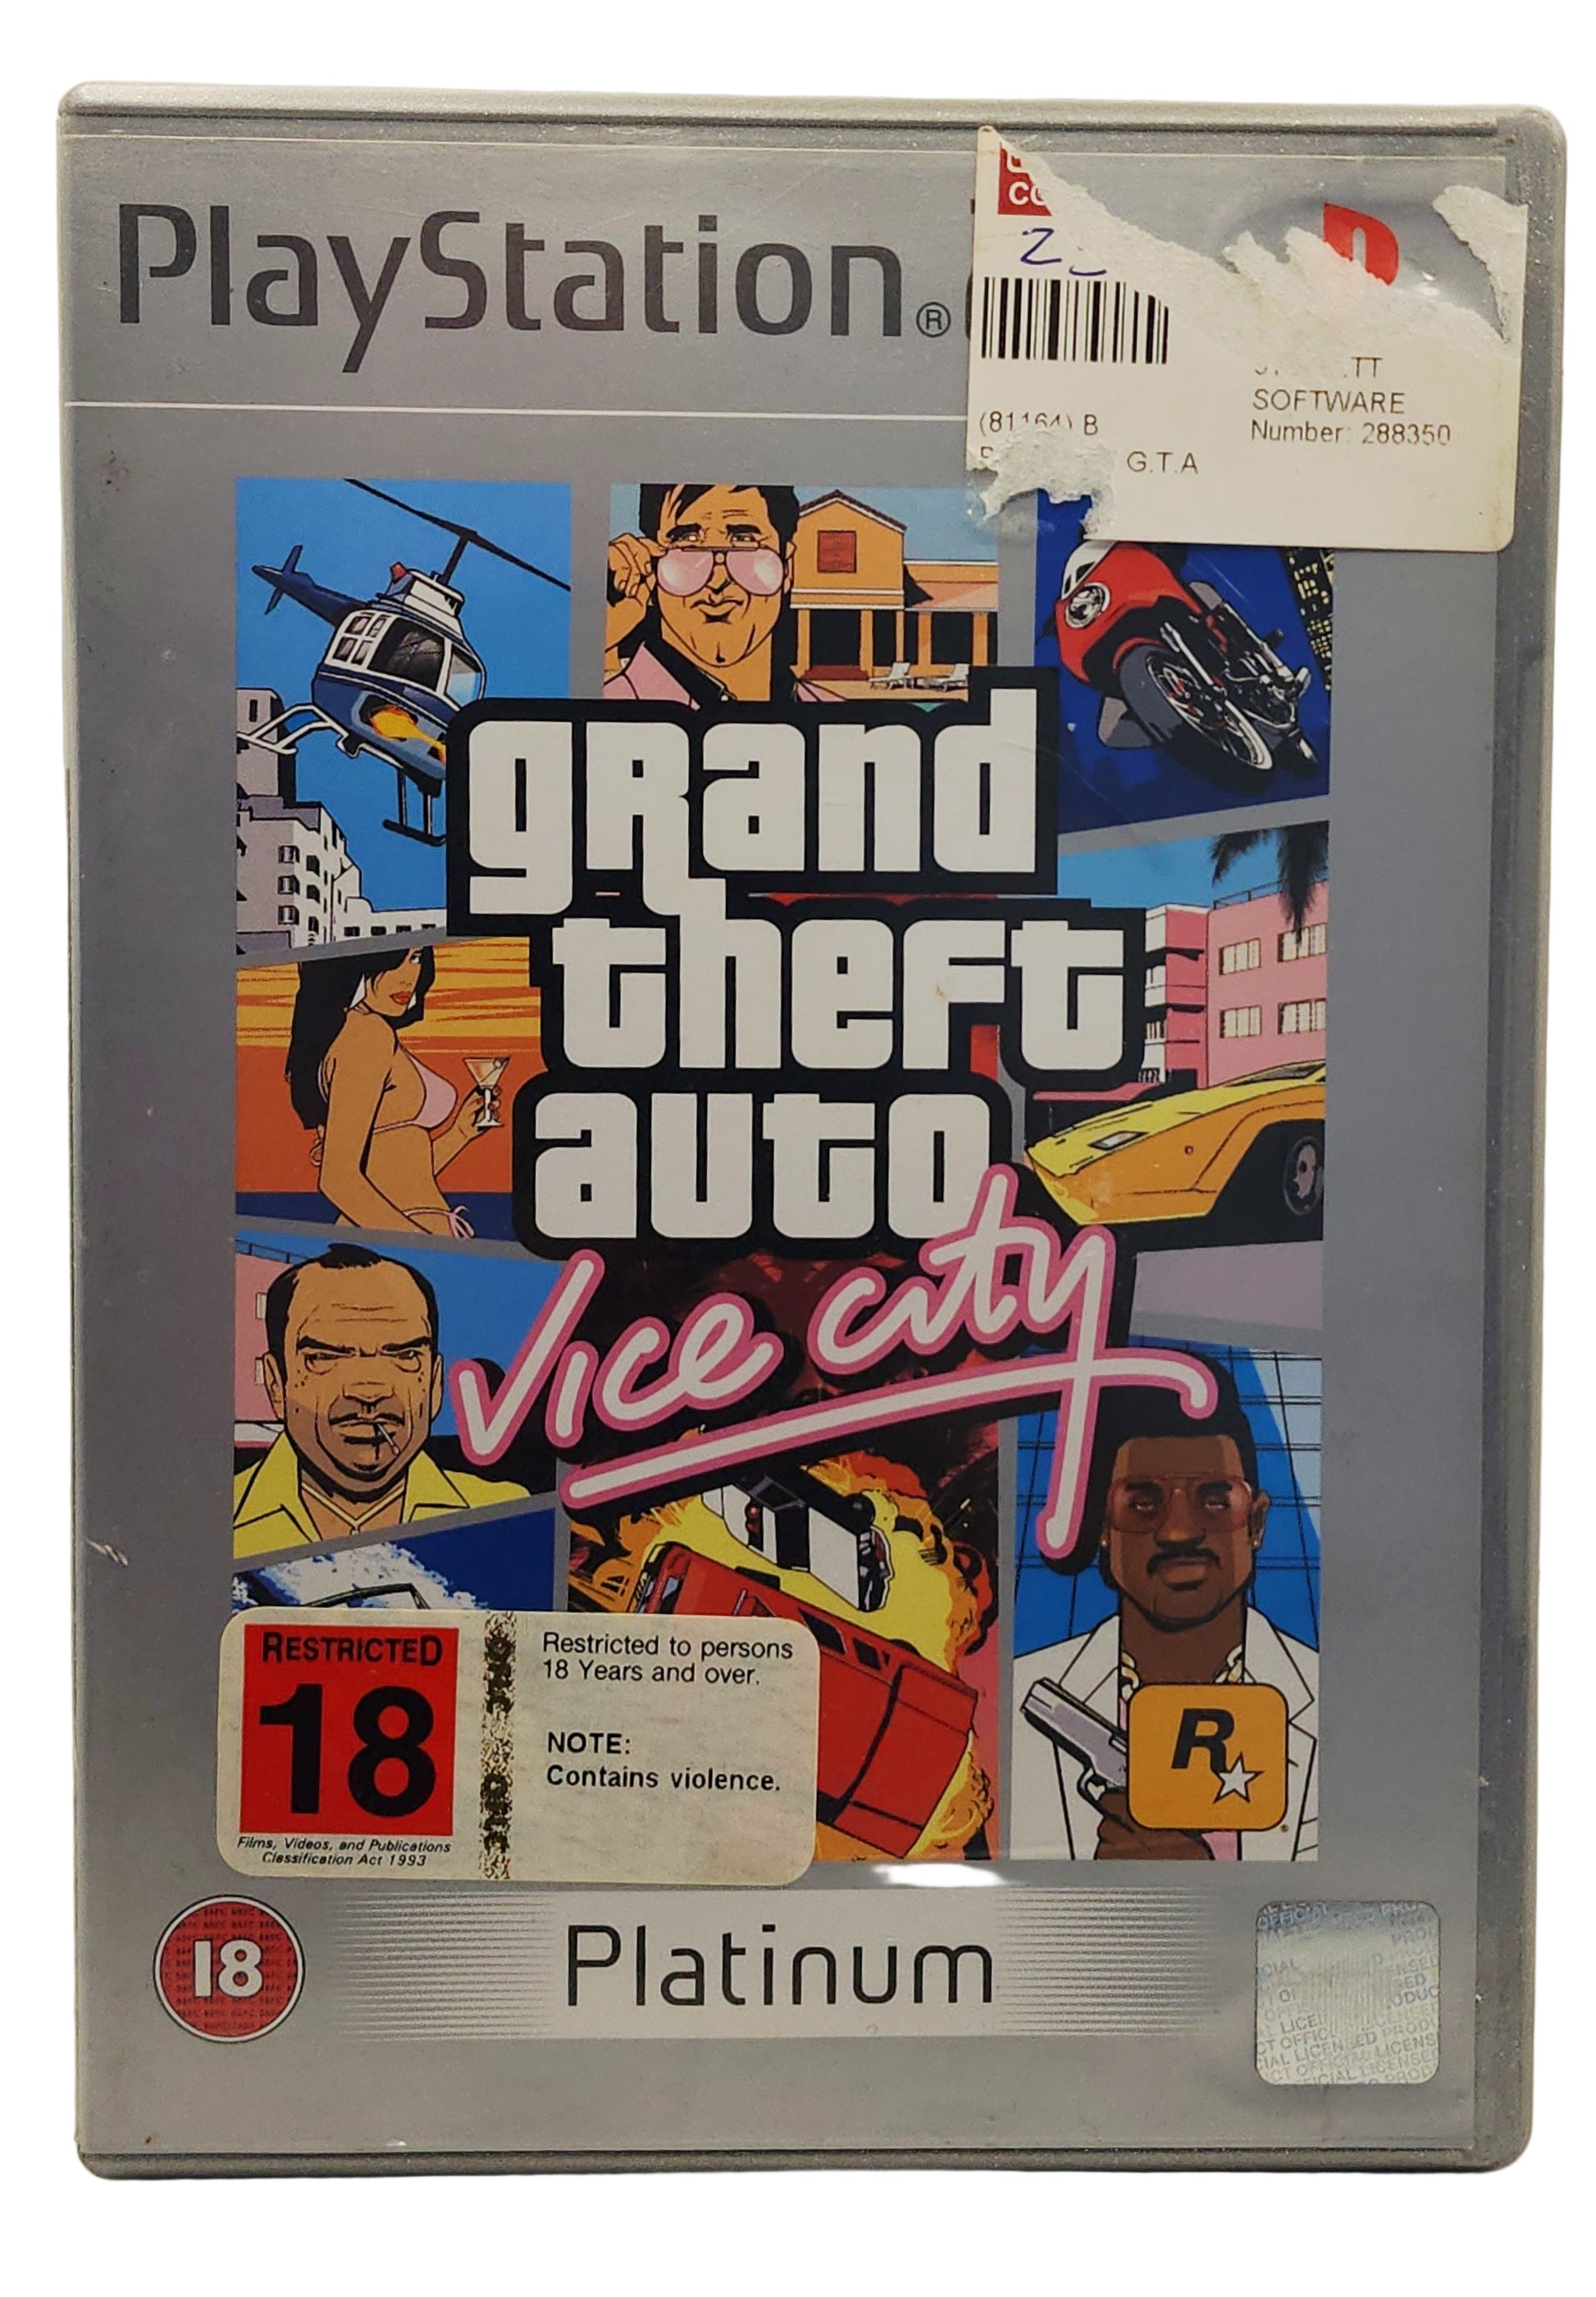 PlayStation®
SOFTWARE
Number: 288350
B
G.T.A
grand
theft
auto
vice city
RESTRICTED
18
Films, Videos, and Publications
Classification Act 1993
Restricted to persons
18 Years and over.
NOTE:
Contains violence.
R
®
18
Platinum